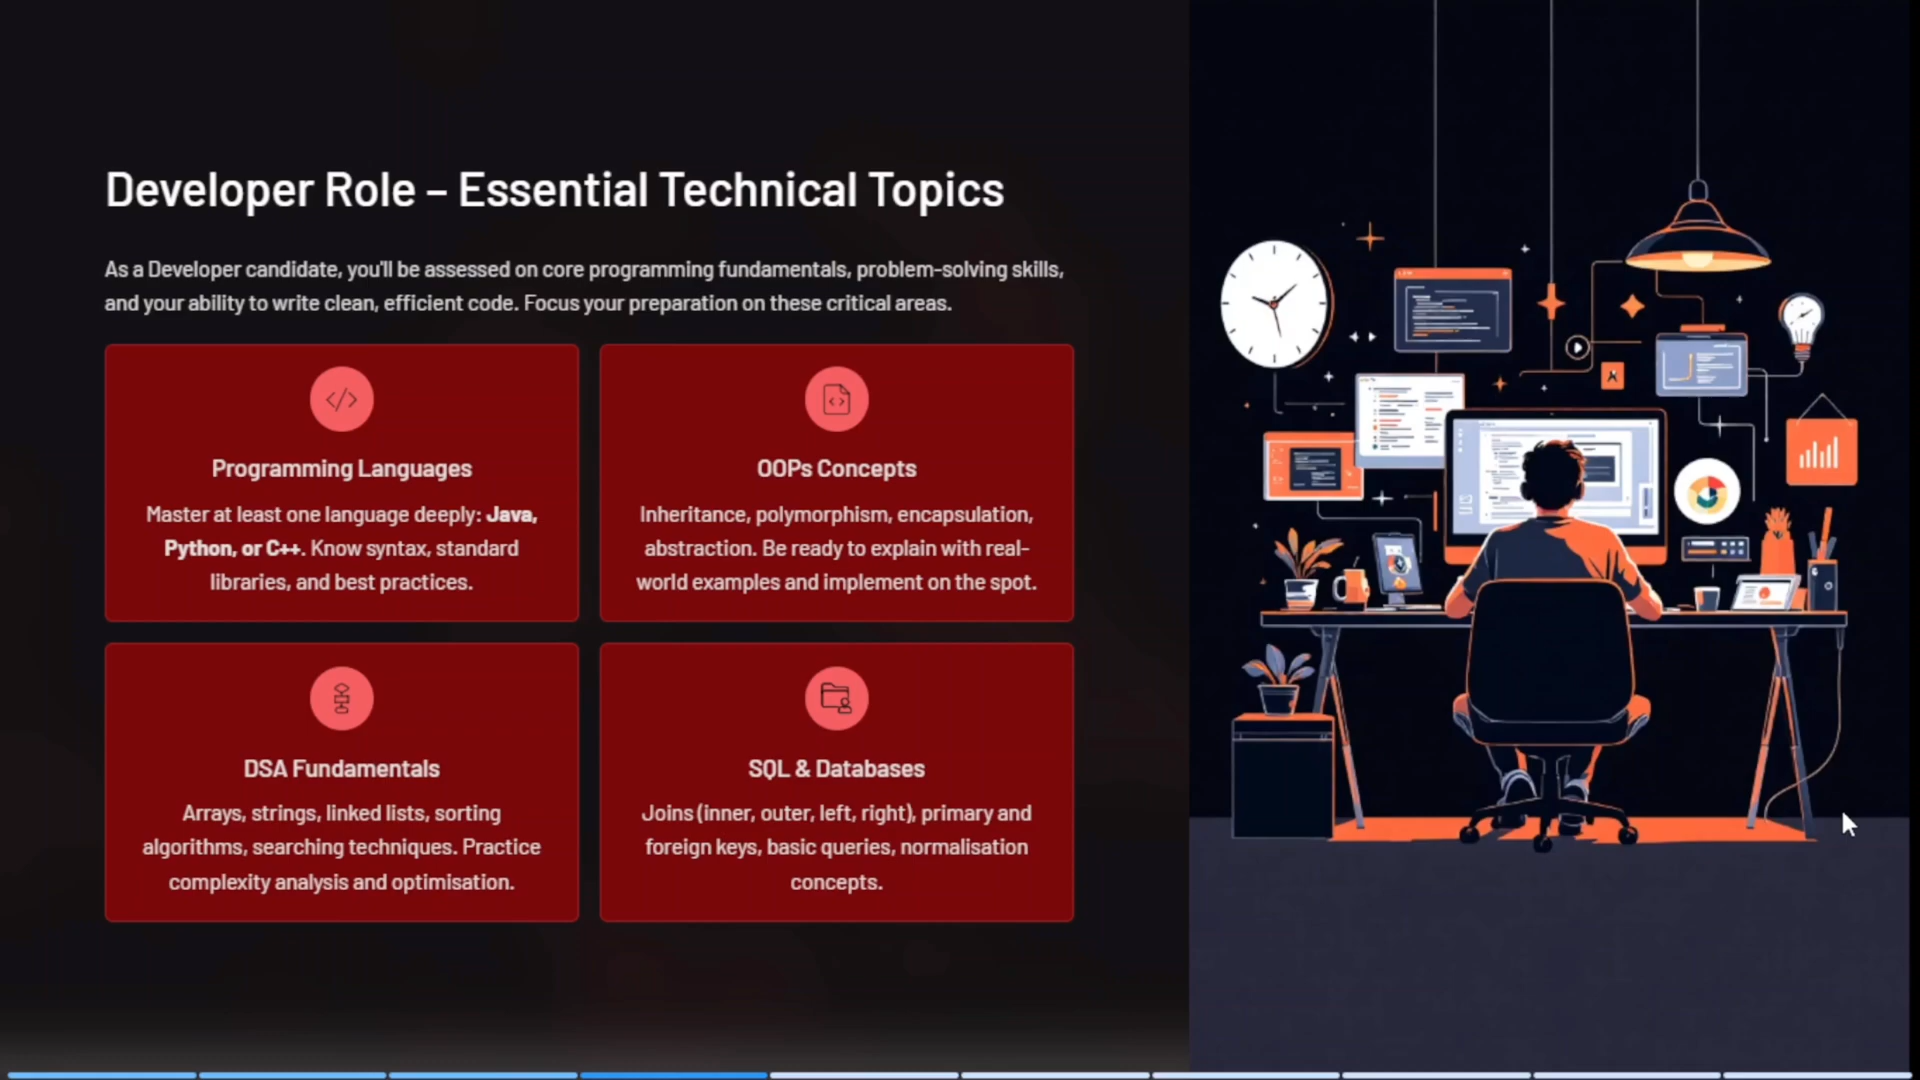 Developer Role – Essential Technical Topics
As a Developer candidate, you'll be assessed on core programming fundamentals, problem-solving skills,
and your ability to write clean, efficient code. Focus your preparation on these critical areas.
Programming Languages
Master at least one language deeply: Java,
Python, or C++. Know syntax, standard
libraries, and best practices.
OOPs Concepts
Inheritance, polymorphism, encapsulation,
abstraction. Be ready to explain with real-
world examples and implement on the spot.
DSA Fundamentals
Arrays, strings, linked lists, sorting
algorithms, searching techniques. Practice
complexity analysis and optimisation.
SQL & Databases
Joins (inner, outer, left, right), primary and
foreign keys, basic queries, normalisation
concepts.